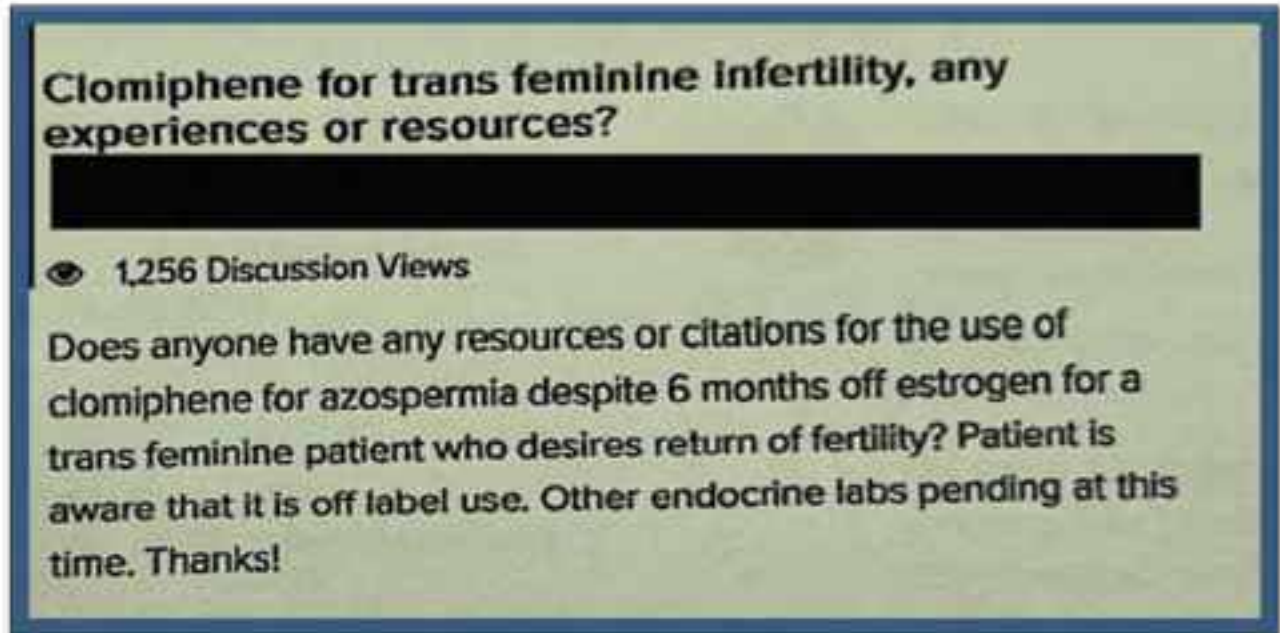 Clomiphene for trans feminine infertility, any
experiences or resources?
1,256 Discussion Views
Does anyone have any resources or citations for the use of
clomiphene for azospermia despite 6 months off estrogen for a
trans feminine patient who desires return of fertility? Patient is
aware that it is off label use. Other endocrine labs pending at this
time. Thanks!